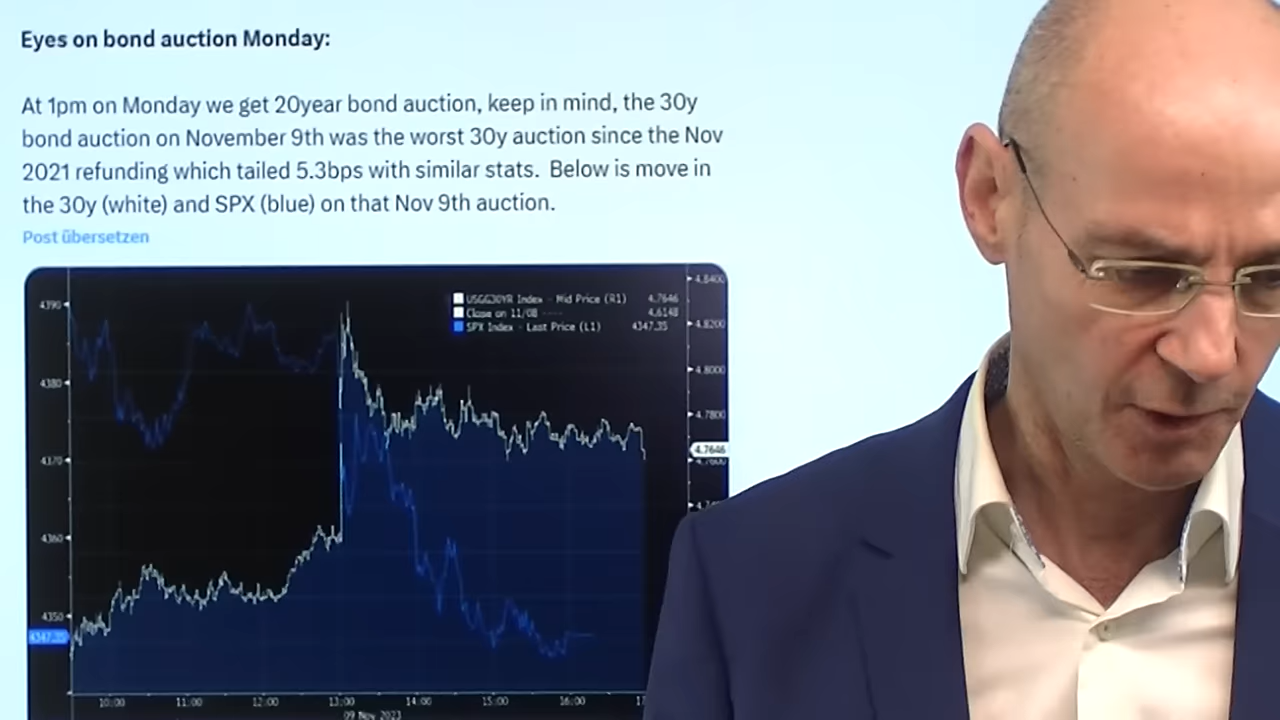 Eyes on bond auction Monday:
At 1pm on Monday we get 20year bond auction, keep in mind, the 30y
bond auction on November 9th was the worst 30y auction since the Nov
2021 refunding which tailed 5.3bps with similar stats.  Below is move in
the 30y (white) and SPX (blue) on that Nov 9th auction.
Post übersetzen
4.8400
USGG30YR Index - Mid Price (R1) 4.7646
4390
Close on 11/08 ---- 4.6148
4.8200
SPX Index - Last Price (L1) 4347.35
4.8000
4380
4.7800
4.7646
4370
4.7600
4360
4350
4347.35
10:00 11:00 12:00 13:00 14:00 15:00 16:00
09 Nov 2023